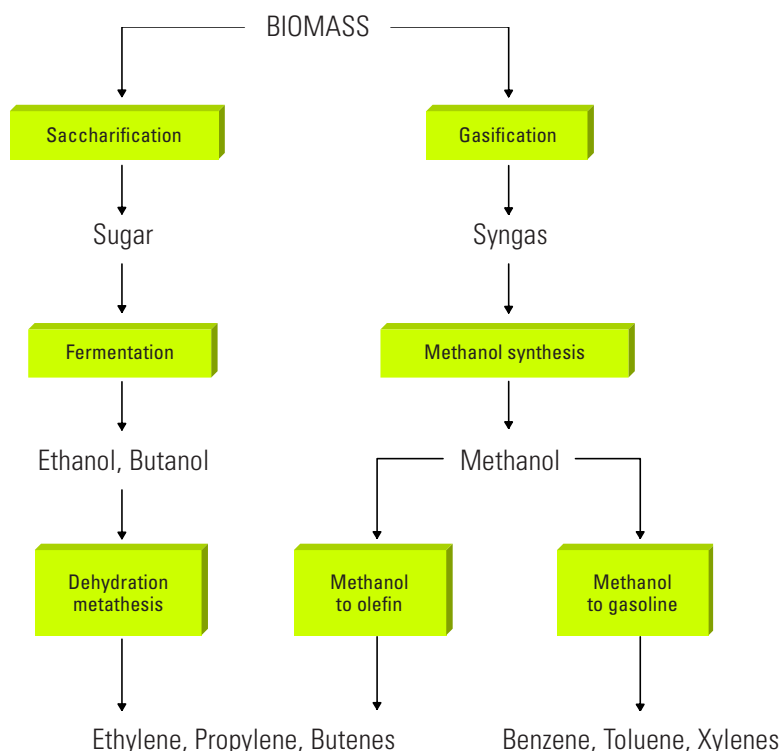 BIOMASS
Saccharification
Gasification
Sugar
Syngas
Fermentation
Methanol synthesis
Ethanol, Butanol
Methanol
Dehydration
metathesis
Methanol
to olefin
Methanol
to gasoline
Ethylene, Propylene, Butenes
Benzene, Toluene, Xylenes